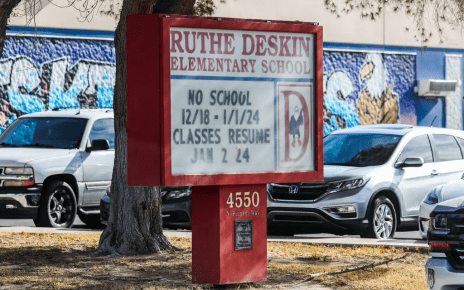 RUTHE DESKIN
ELEMENTARY SCHOOL
NO SCHOOL
12/18 - 1/1/24
CLASSES RESUME
JAN 2 24
D
4550